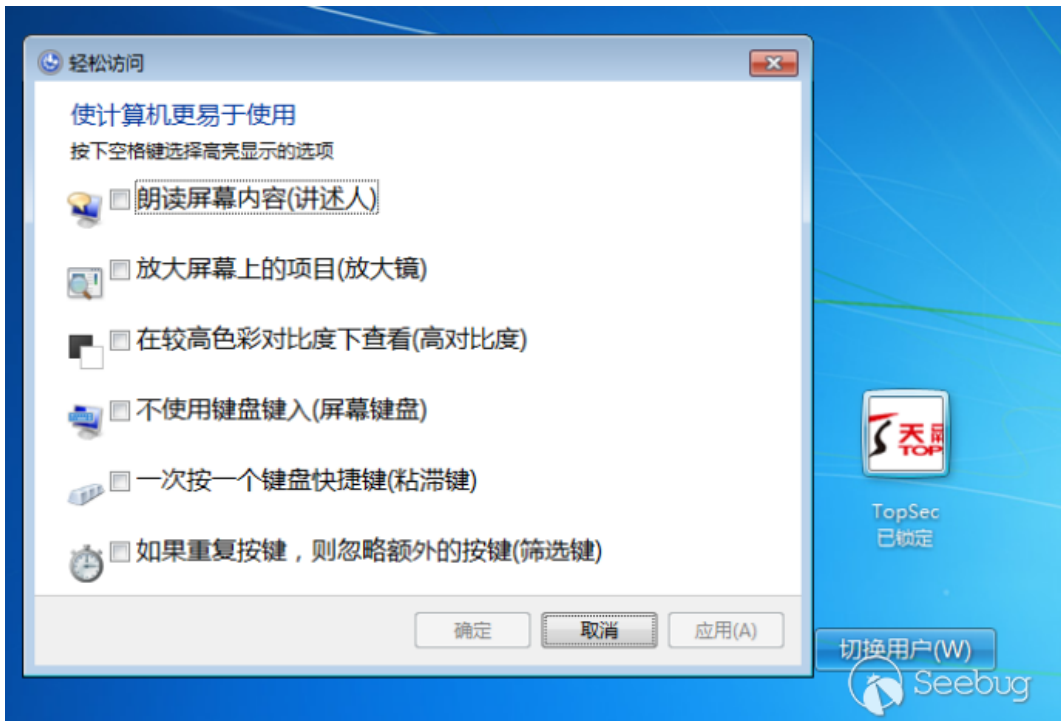 轻松访问
使计算机更易于使用
按下空格键选择高亮显示的选项
朗读屏幕内容(讲述人)
放大屏幕上的项目(放大镜)
在较高色彩对比度下查看(高对比度)
不使用键盘键入(屏幕键盘)
一次按一个键盘快捷键(粘滞键)
如果重复按键，则忽略额外的按键(筛选键)
确定
取消
应用(A)
天
TOP
TopSec
已锁定
切换用户(W)
Seebug